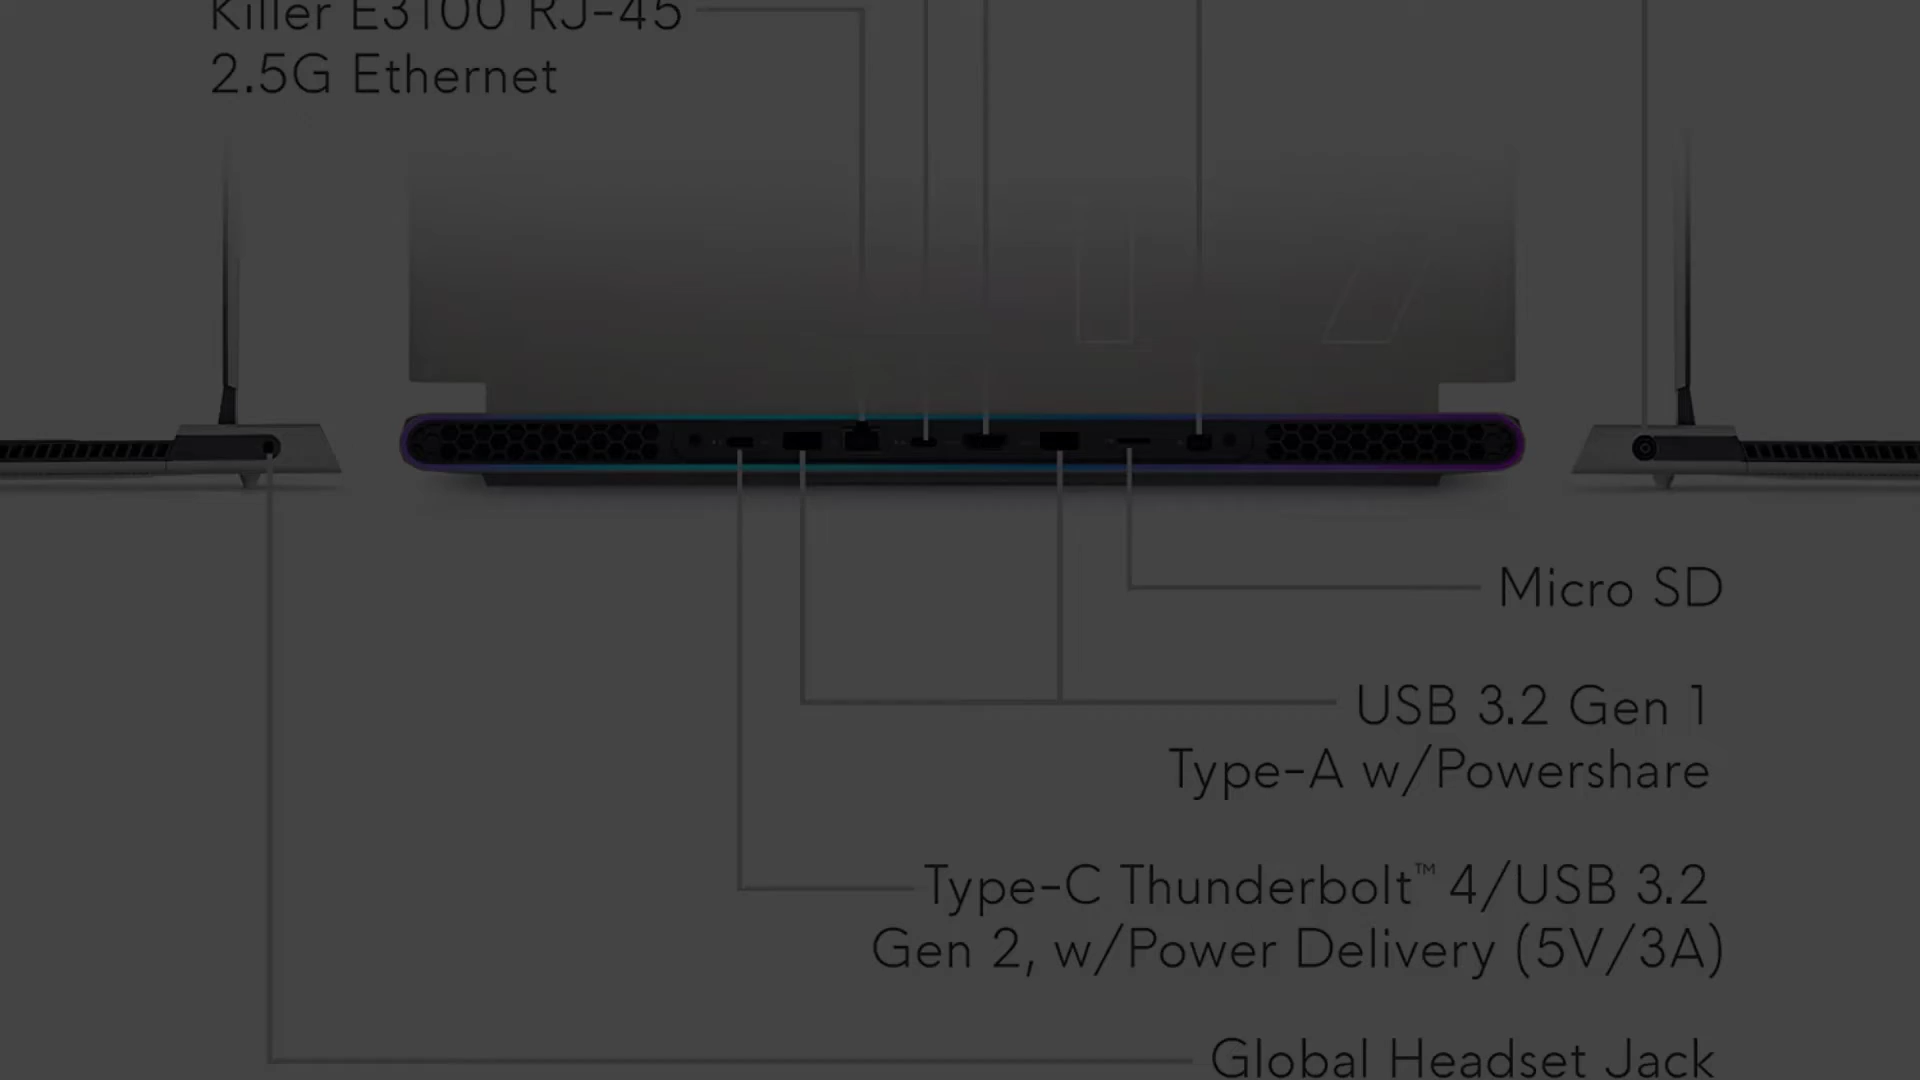 Killer E3100 RJ-45
2.5G Ethernet
Micro SD
USB 3.2 Gen 1
Type-A w/Powershare
Type-C Thunderbolt™ 4/USB 3.2
Gen 2, w/Power Delivery (5V/3A)
Global Headset Jack